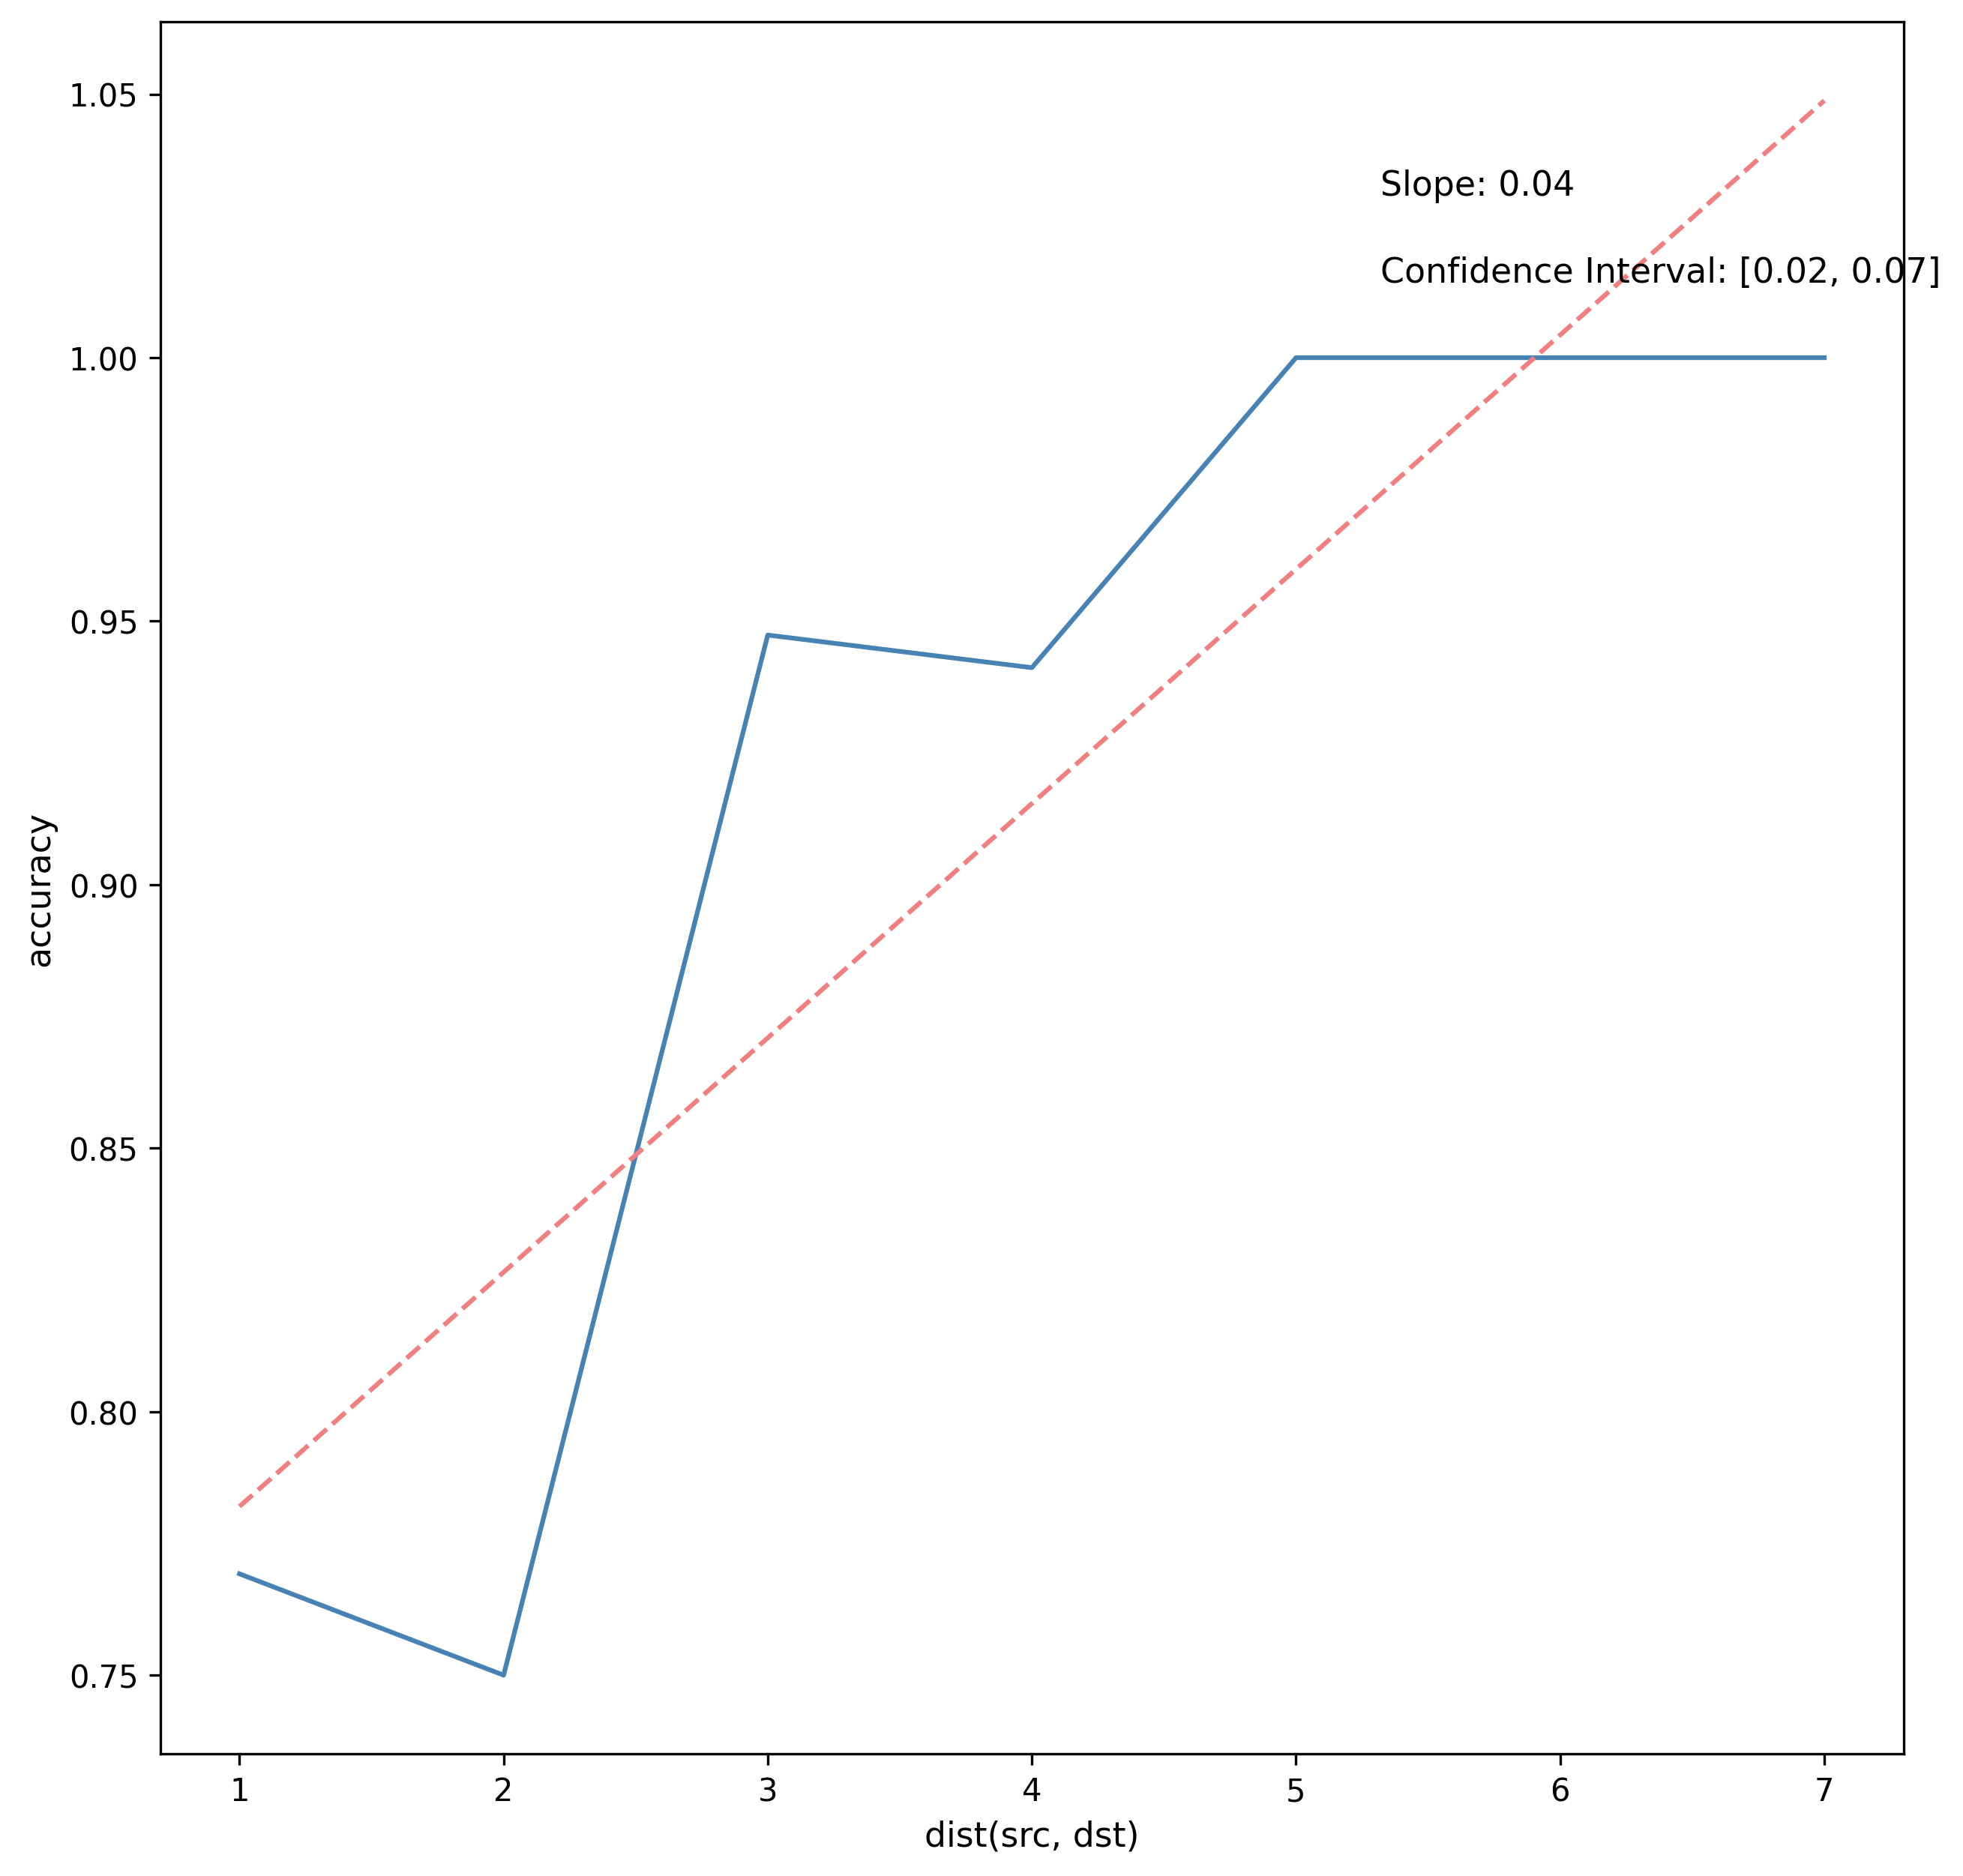 1.05
1.00
0.95
0.90
0.85
0.80
0.75
accuracy
Slope: 0.04
Confidence Interval: [0.02, 0.07]
1 2 3 4 5 6 7
dist(src, dst)